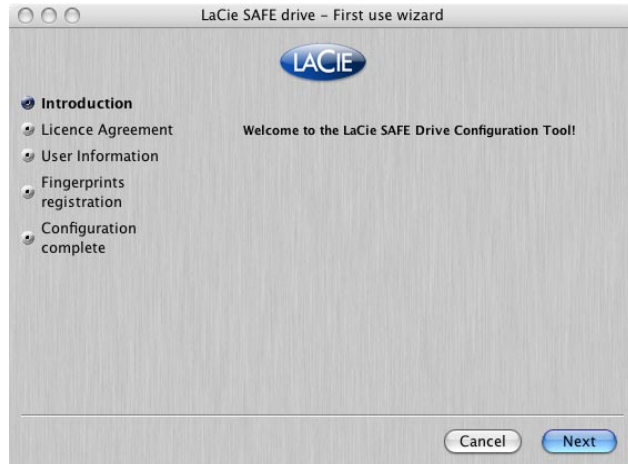 LaCie SAFE drive – First use wizard
LACIE
Introduction
Licence Agreement
User Information
Fingerprints
registration
Configuration
complete
Welcome to the LaCie SAFE Drive Configuration Tool!
Cancel
Next